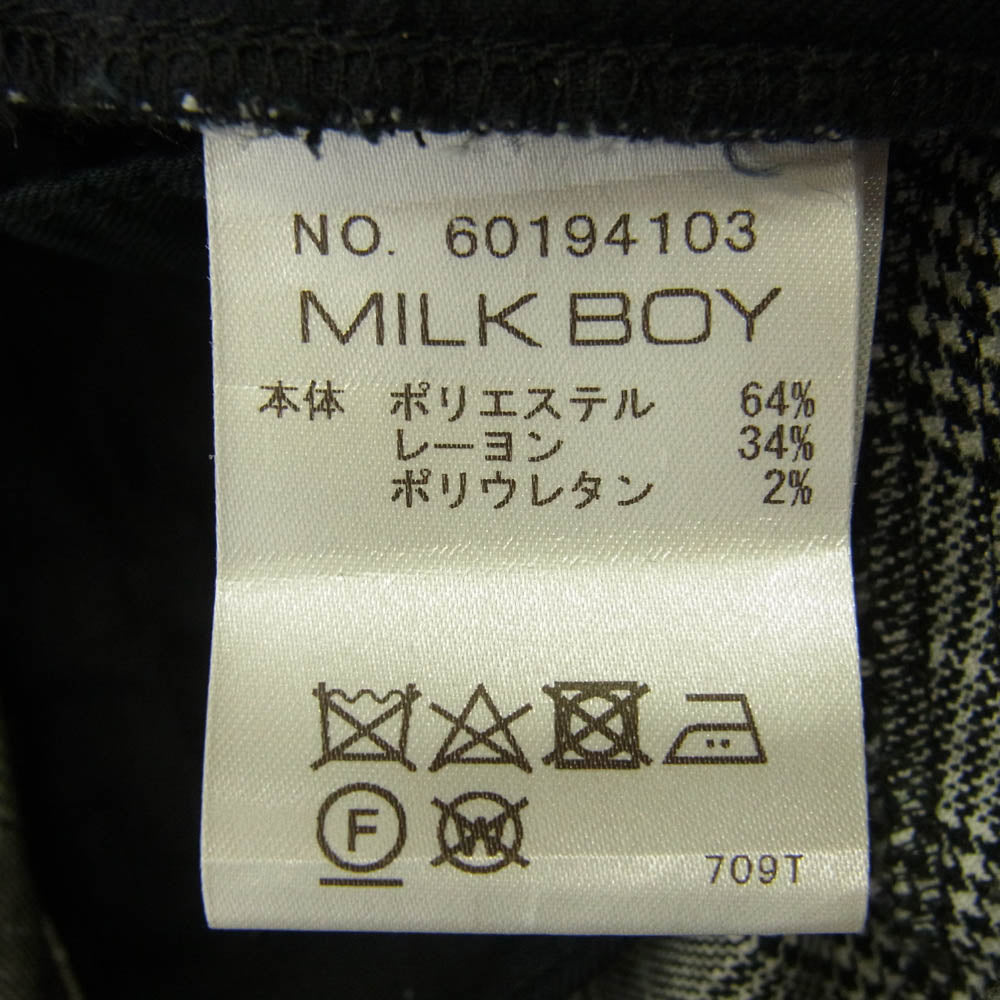 NO. 60194103
MILK BOY
本体 ポリエステル 64%
レーヨン 34%
ポリウレタン 2%
F W
709T